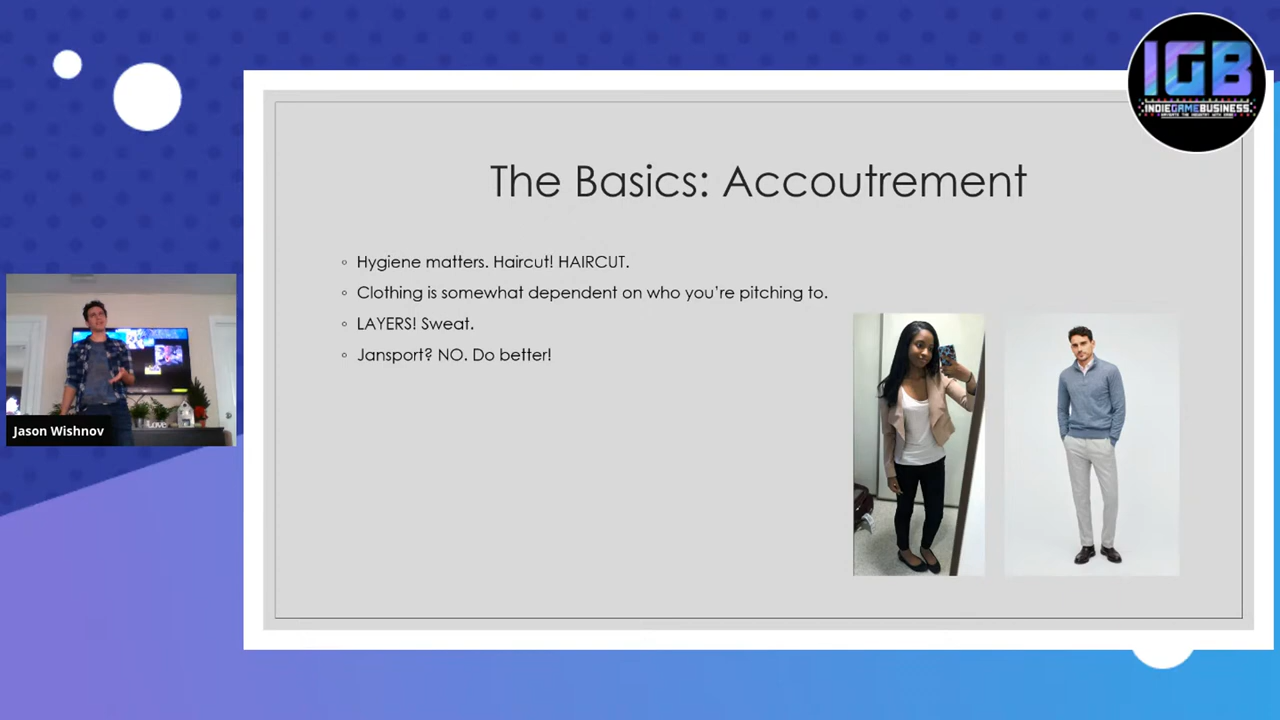 IGB
INDIEGAMEBUSINESS
The Basics: Accoutrement
Hygiene matters. Haircut! HAIRCUT.
Clothing is somewhat dependent on who you're pitching to.
LAYERS! Sweat.
Jansport? NO. Do better!
Love
Jason Wishnov